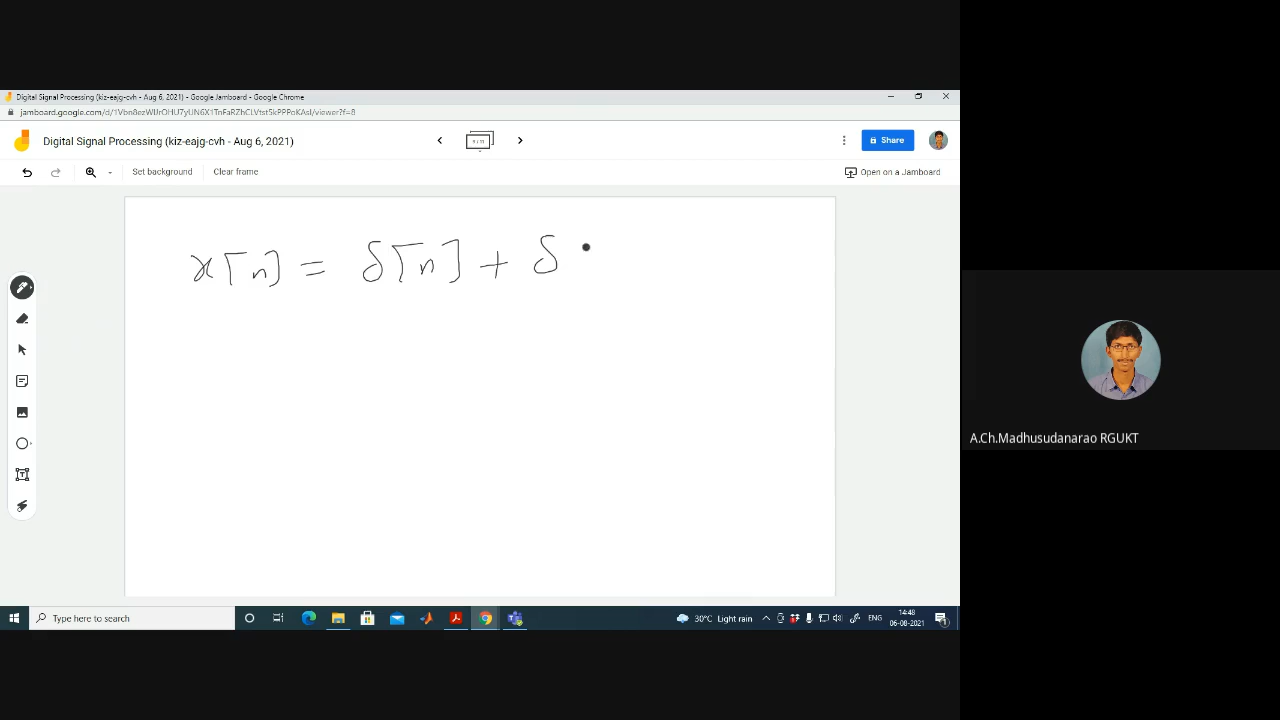 Digital Signal Processing (kiz-eajg-cvh - Aug 6, 2021) - Google Jamboard - Google Chrome
Digital Signal Processing (kiz-eajg-cvh - Aug 6, 2021)
Share
Set background
Clear frame
Open on a Jamboard
x[n] = δ[n] + δ
A.Ch.Madhusudanarao RGUKT
Type here to search
30°C Light rain
ENG
14:48
06-08-2021